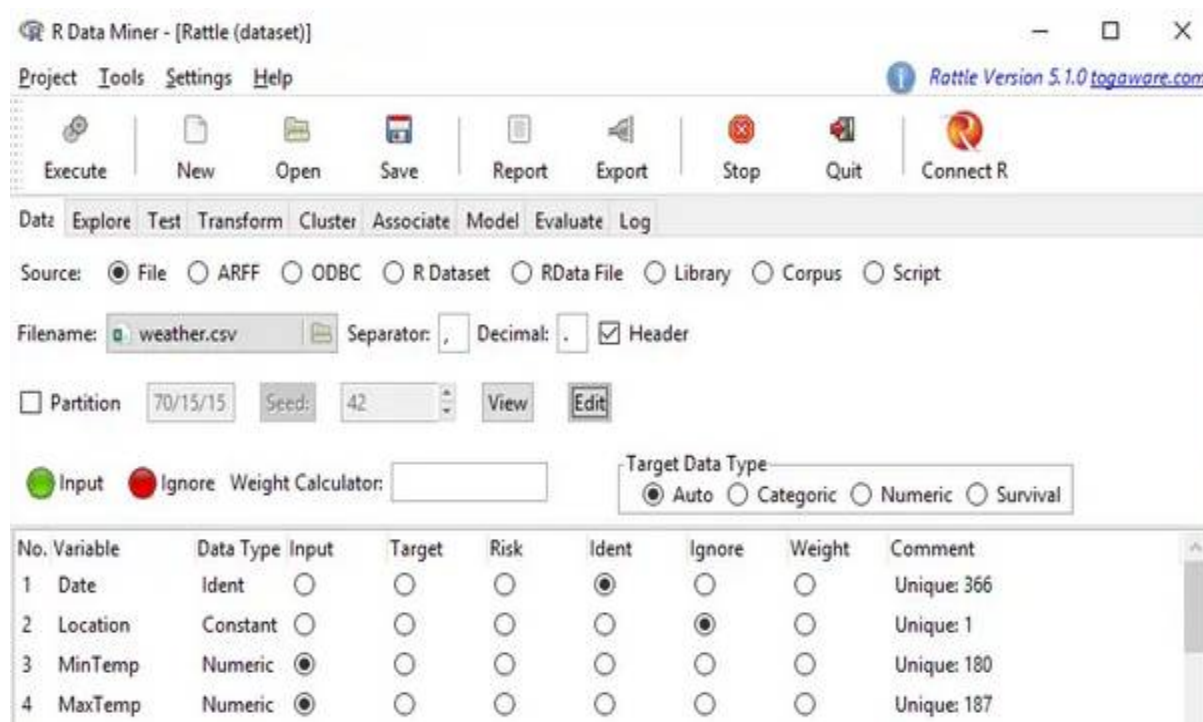 R Data Miner - [Rattle (dataset)]
Project Tools Settings Help Rattle Version 5.1.0 togaware.com
Execute New Open Save Report Export Stop Quit Connect R
Data Explore Test Transform Cluster Associate Model Evaluate Log
Source: File ARFF ODBC R Dataset RData File Library Corpus Script
Filename: weather.csv Separator: , Decimal: . Header
Partition 70/15/15 Seed: 42 View Edit
Target Data Type
Input Ignore Weight Calculator: Auto Categoric Numeric Survival
No. Variable Data Type Input Target Risk Ident Ignore Weight Comment
1 Date Ident Unique: 366
2 Location Constant Unique: 1
3 MinTemp Numeric Unique: 180
4 MaxTemp Numeric Unique: 187